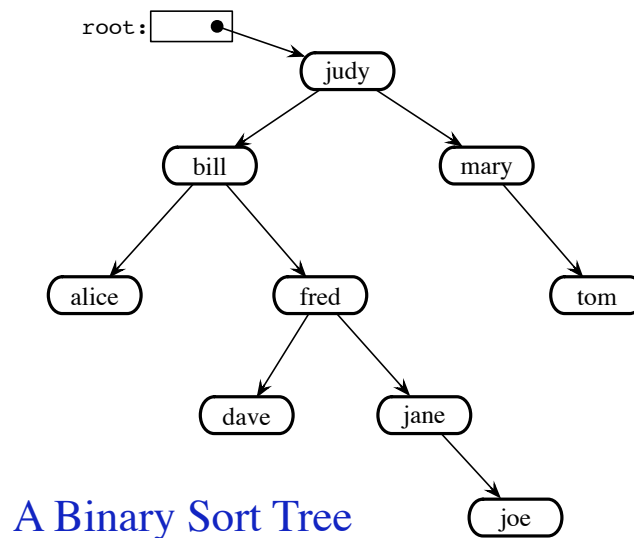 root:
judy
bill mary
alice fred tom
dave jane
joe
A Binary Sort Tree